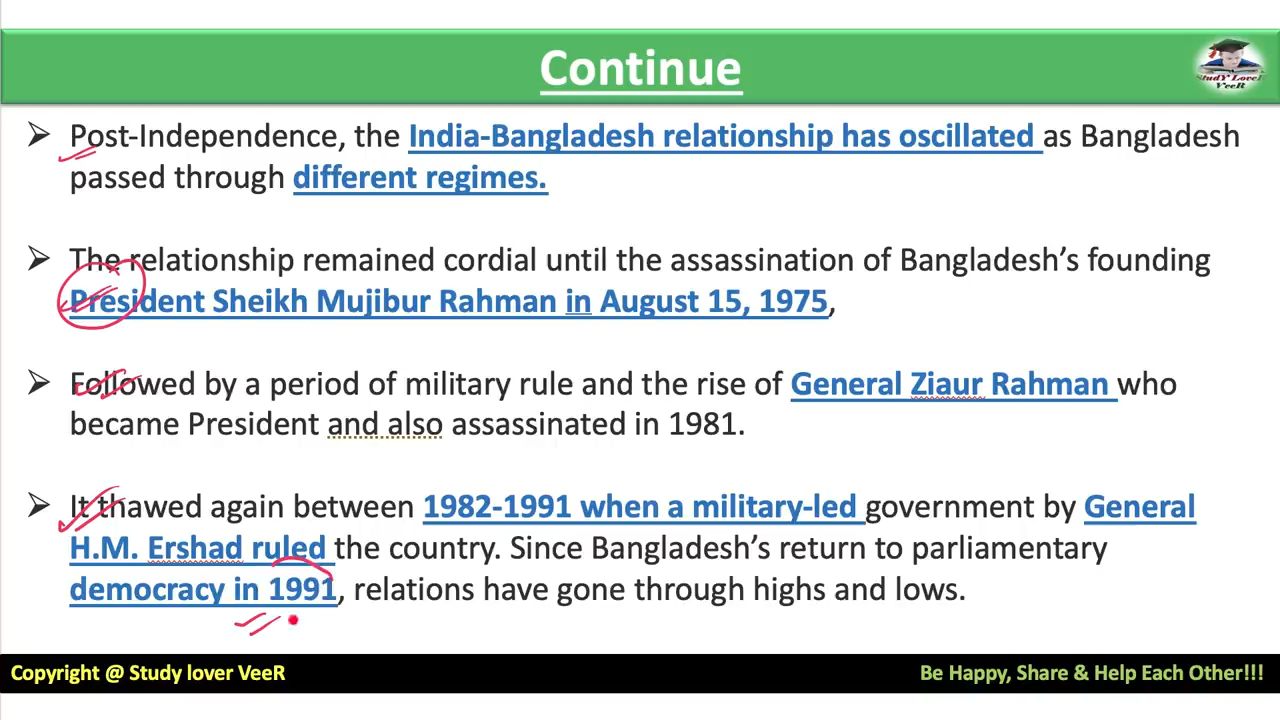 Continue
StudY LoveR
VeeR
➢ Post-Independence, the India-Bangladesh relationship has oscillated as Bangladesh
passed through different regimes.
➢ The relationship remained cordial until the assassination of Bangladesh’s founding
President Sheikh Mujibur Rahman in August 15, 1975,
➢ Followed by a period of military rule and the rise of General Ziaur Rahman who
became President and also assassinated in 1981.
➢ It thawed again between 1982-1991 when a military-led government by General
H.M. Ershad ruled the country. Since Bangladesh’s return to parliamentary
democracy in 1991, relations have gone through highs and lows.
Copyright @ Study lover VeeR
Be Happy, Share & Help Each Other!!!